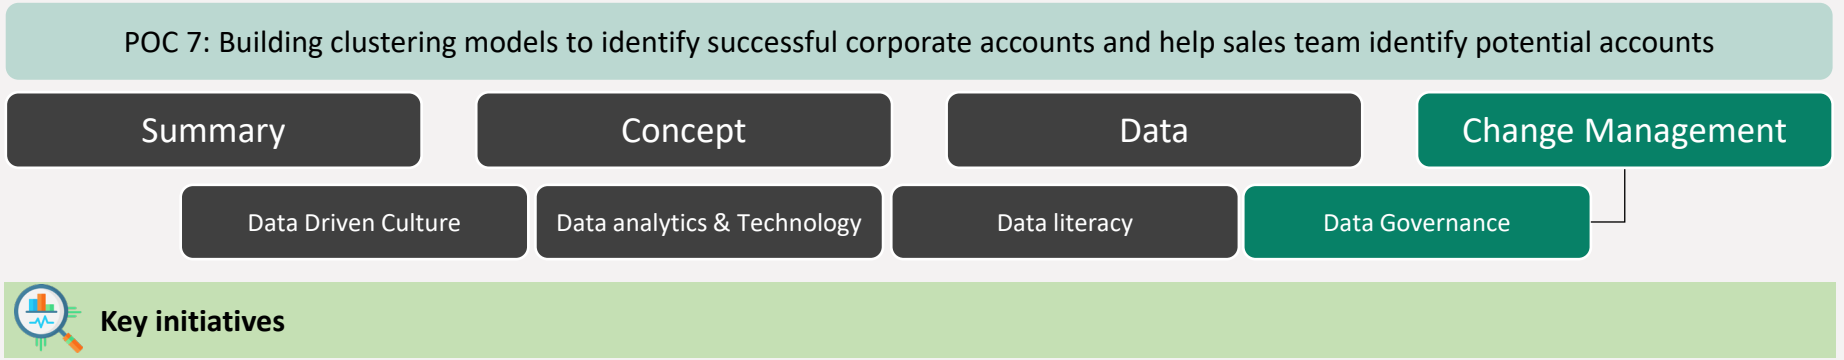 POC 7: Building clustering models to identify successful corporate accounts and help sales team identify potential accounts
Summary
Concept
Data
Change Management
Data Driven Culture
Data analytics & Technology
Data literacy
Data Governance
Key initiatives